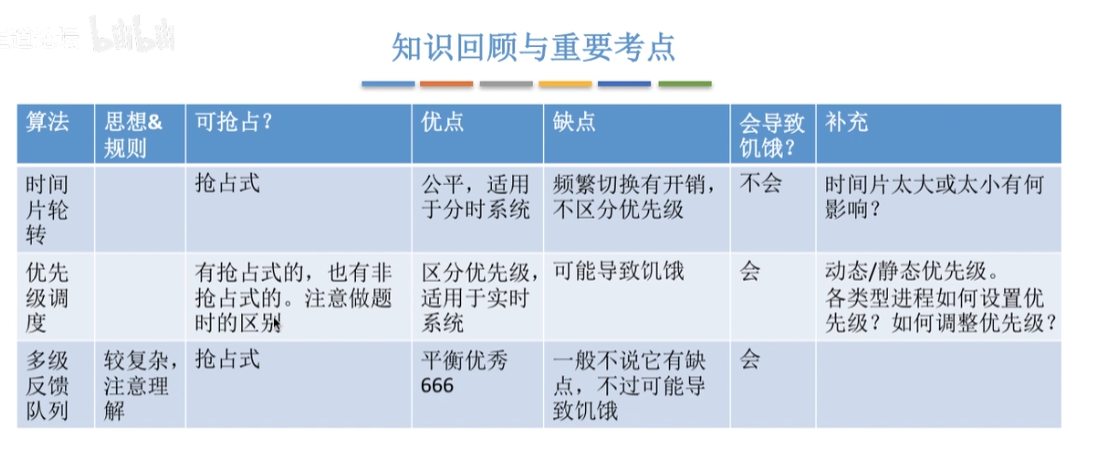 bilibili
知识回顾与重要考点
算法 思想& 可抢占? 优点 缺点 会导致 补充
规则 饥饿?
时间 抢占式 公平，适用 频繁切换有开销， 不会 时间片太大或太小有何
片轮 于分时系统 不区分优先级 影响?
转
优先 有抢占式的，也有非 区分优先级， 可能导致饥饿 会 动态/静态优先级。
级调 抢占式的。注意做题 适用于实时 各类型进程如何设置优
度 时的区别 系统 先级？如何调整优先级？
多级 较复杂， 抢占式 平衡优秀 一般不说它有缺 会
反馈 注意理 666 点，不过可能导
队列 解 致饥饿